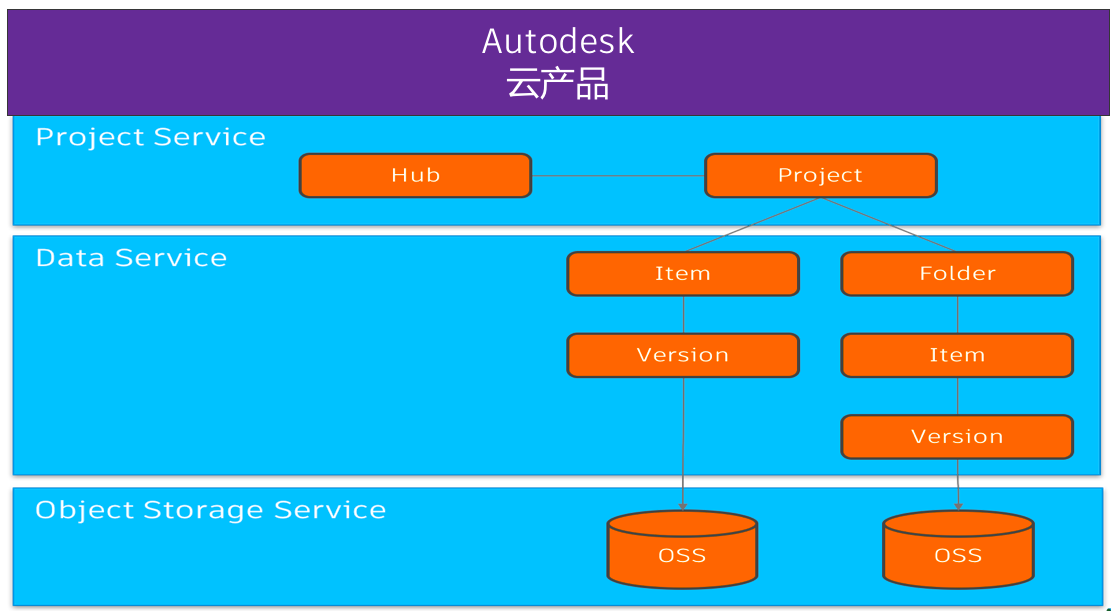 Autodesk
云产品
Project Service
Hub
Project
Data Service
Item
Folder
Version
Item
Version
Object Storage Service
OSS
OSS